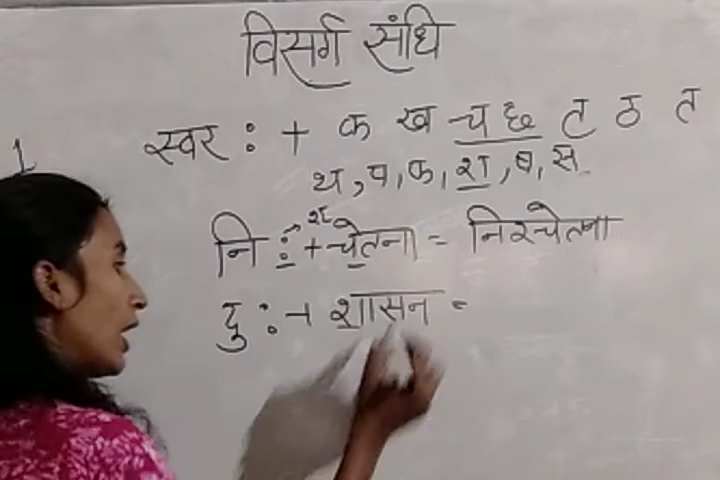 विसर्ग संधि
स्वर : + क ख च छ ट ठ त
1
थ, प, क, श, ष, स
श
नि : + चेतना = निश्चेतना
दु : + शासन =